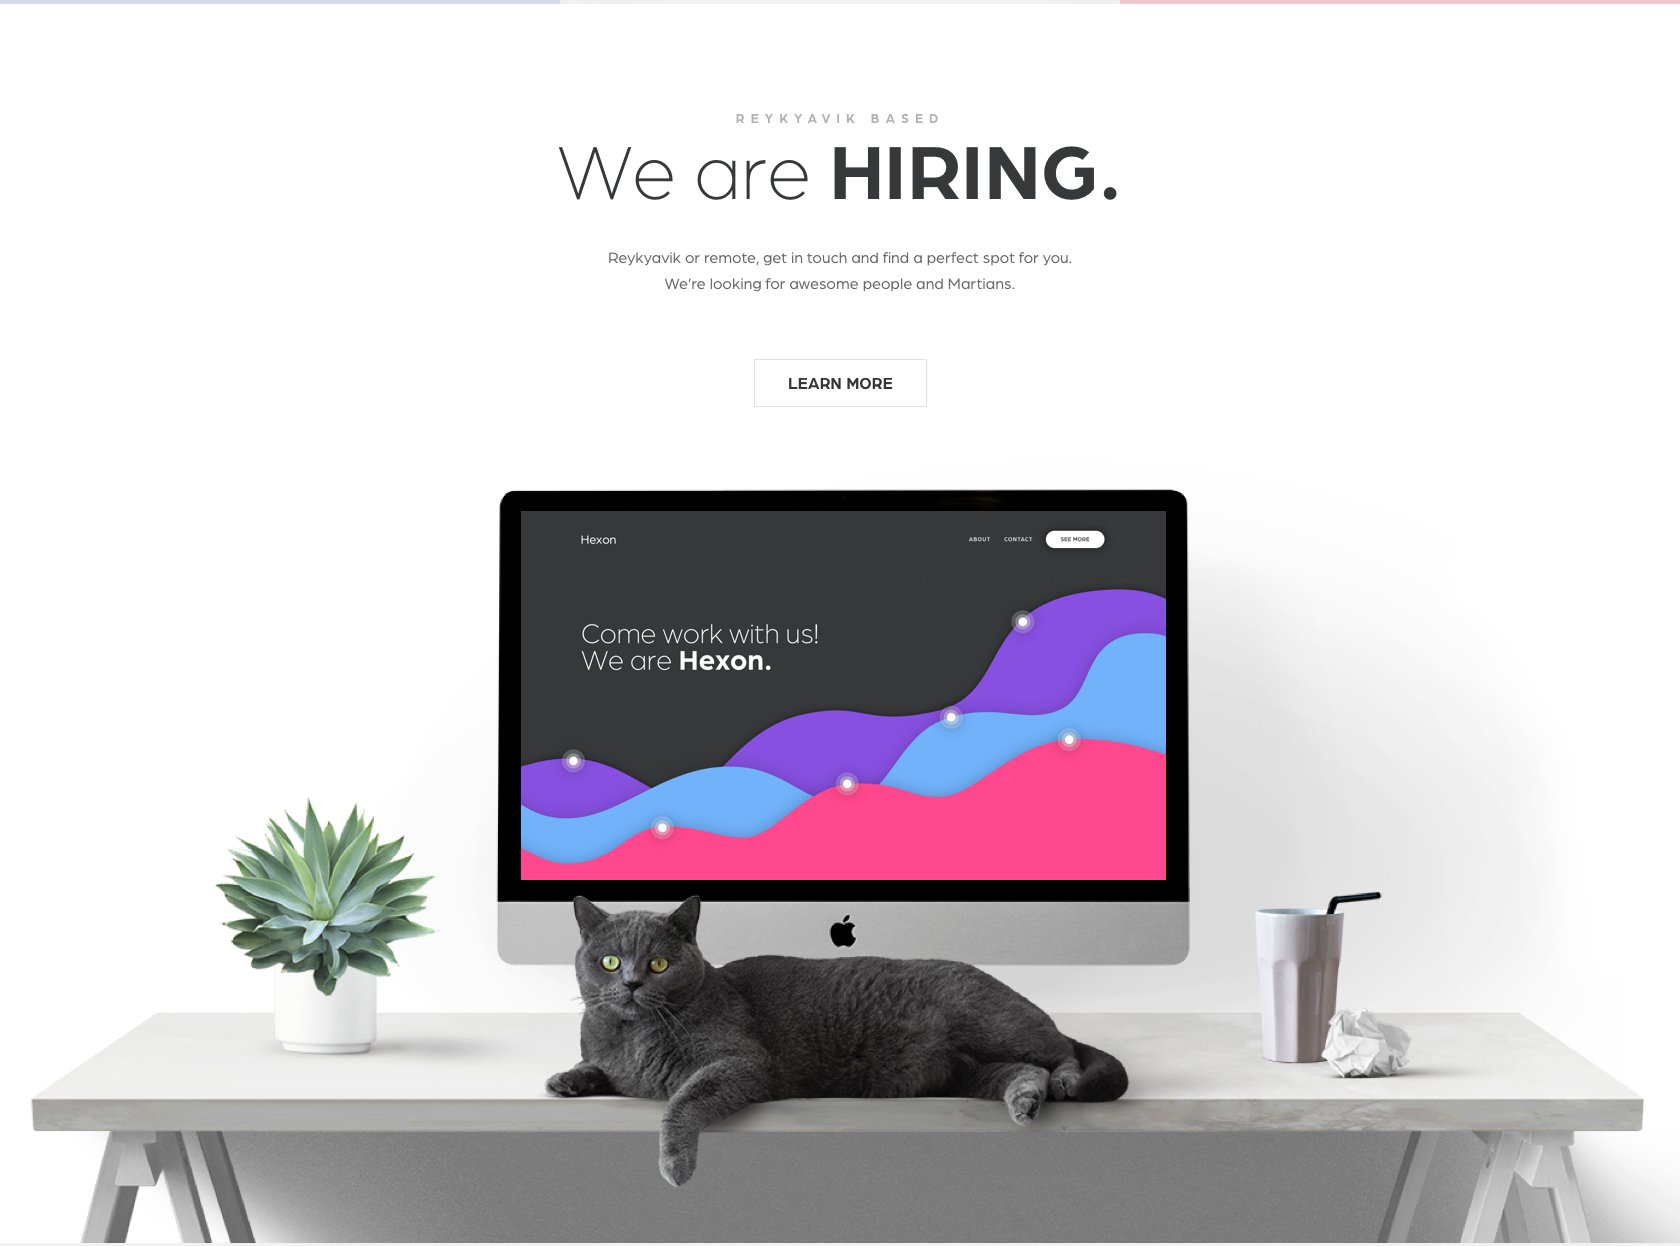 REYKYAVIK BASED
We are HIRING.
Reykyavik or remote, get in touch and find a perfect spot for you.
We're looking for awesome people and Martians.
LEARN MORE
Hexon
ABOUT CONTACT SEE MORE
Come work with us!
We are Hexon.